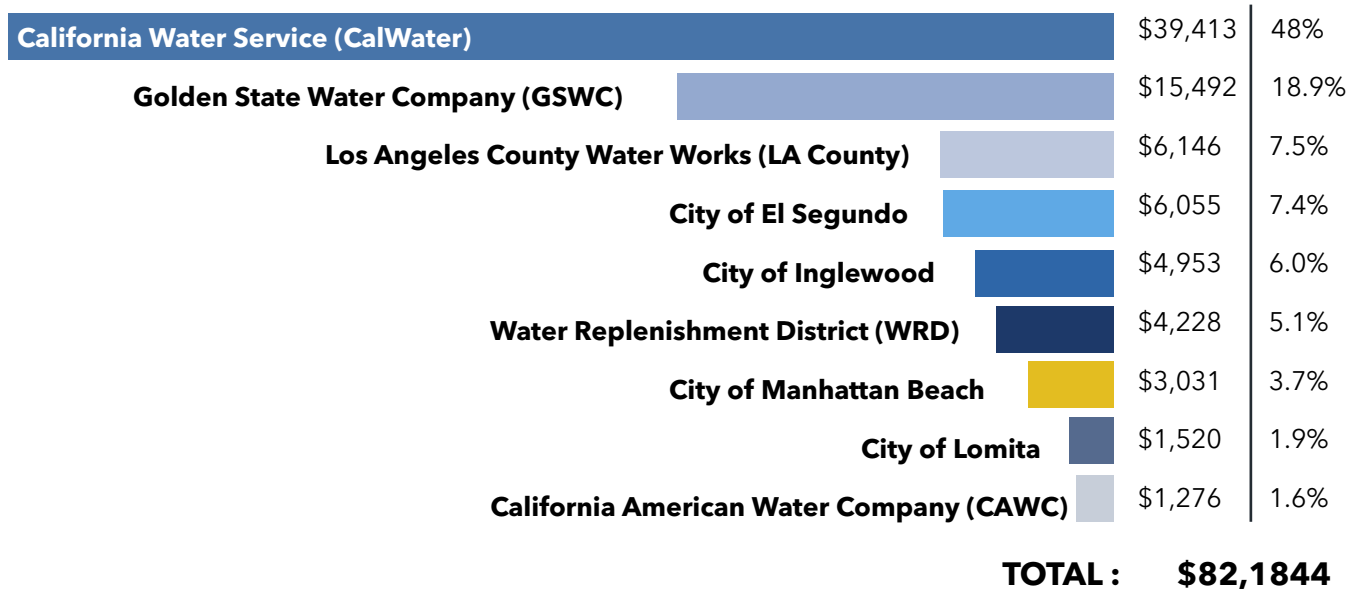 California Water Service (CalWater) $39,413 48%
Golden State Water Company (GSWC) $15,492 18.9%
Los Angeles County Water Works (LA County) $6,146 7.5%
City of El Segundo $6,055 7.4%
City of Inglewood $4,953 6.0%
Water Replenishment District (WRD) $4,228 5.1%
City of Manhattan Beach $3,031 3.7%
City of Lomita $1,520 1.9%
California American Water Company (CAWC) $1,276 1.6%
TOTAL : $82,1844